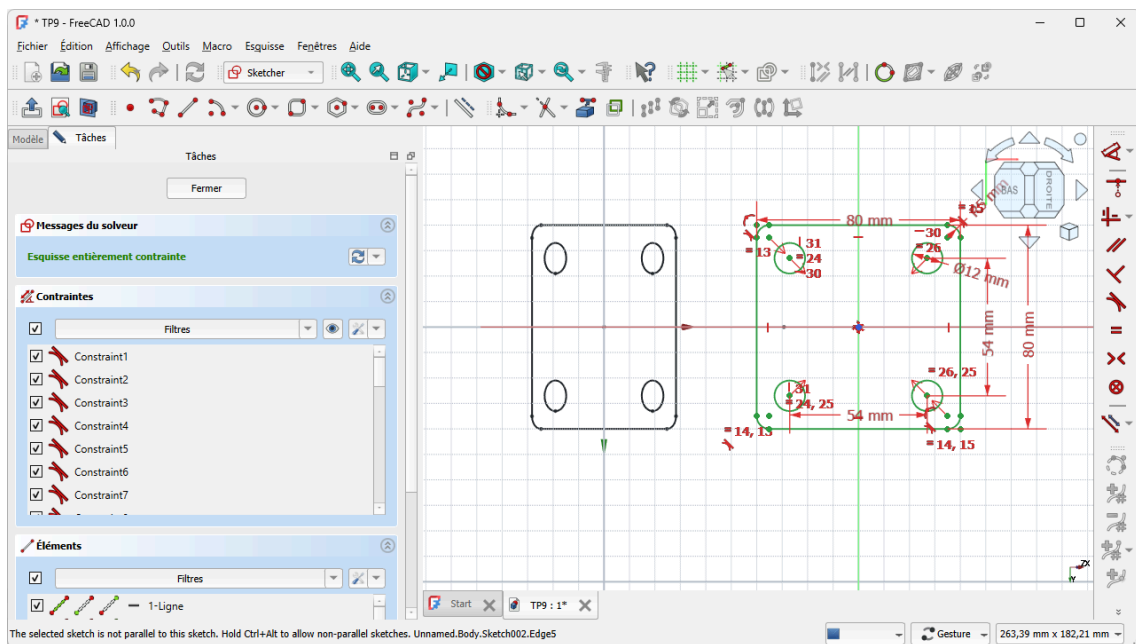 * TP9 - FreeCAD 1.0.0
Fichier Édition Affichage Outils Macro Esquisse Fenêtres Aide
Sketcher
Modèle Tâches
Tâches
Fermer
Messages du solveur
Esquisse entièrement contrainte
Contraintes
Filtres
Constraint1
Constraint2
Constraint3
Constraint4
Constraint5
Constraint6
Constraint7
Éléments
Filtres
1-Ligne
BAS
DROITE
= 15
80 mm
30
31
= 13
= 24
30
= 26
Ø12 mm
54 mm
80 mm
= 26, 25
31
= 24, 25
54 mm
= 14, 13
= 14, 15
ZX
Y
Start
TP9 : 1*
The selected sketch is not parallel to this sketch. Hold Ctrl+Alt to allow non-parallel sketches. Unnamed.Body.Sketch002.Edge5
Gesture
263,39 mm x 182,21 mm